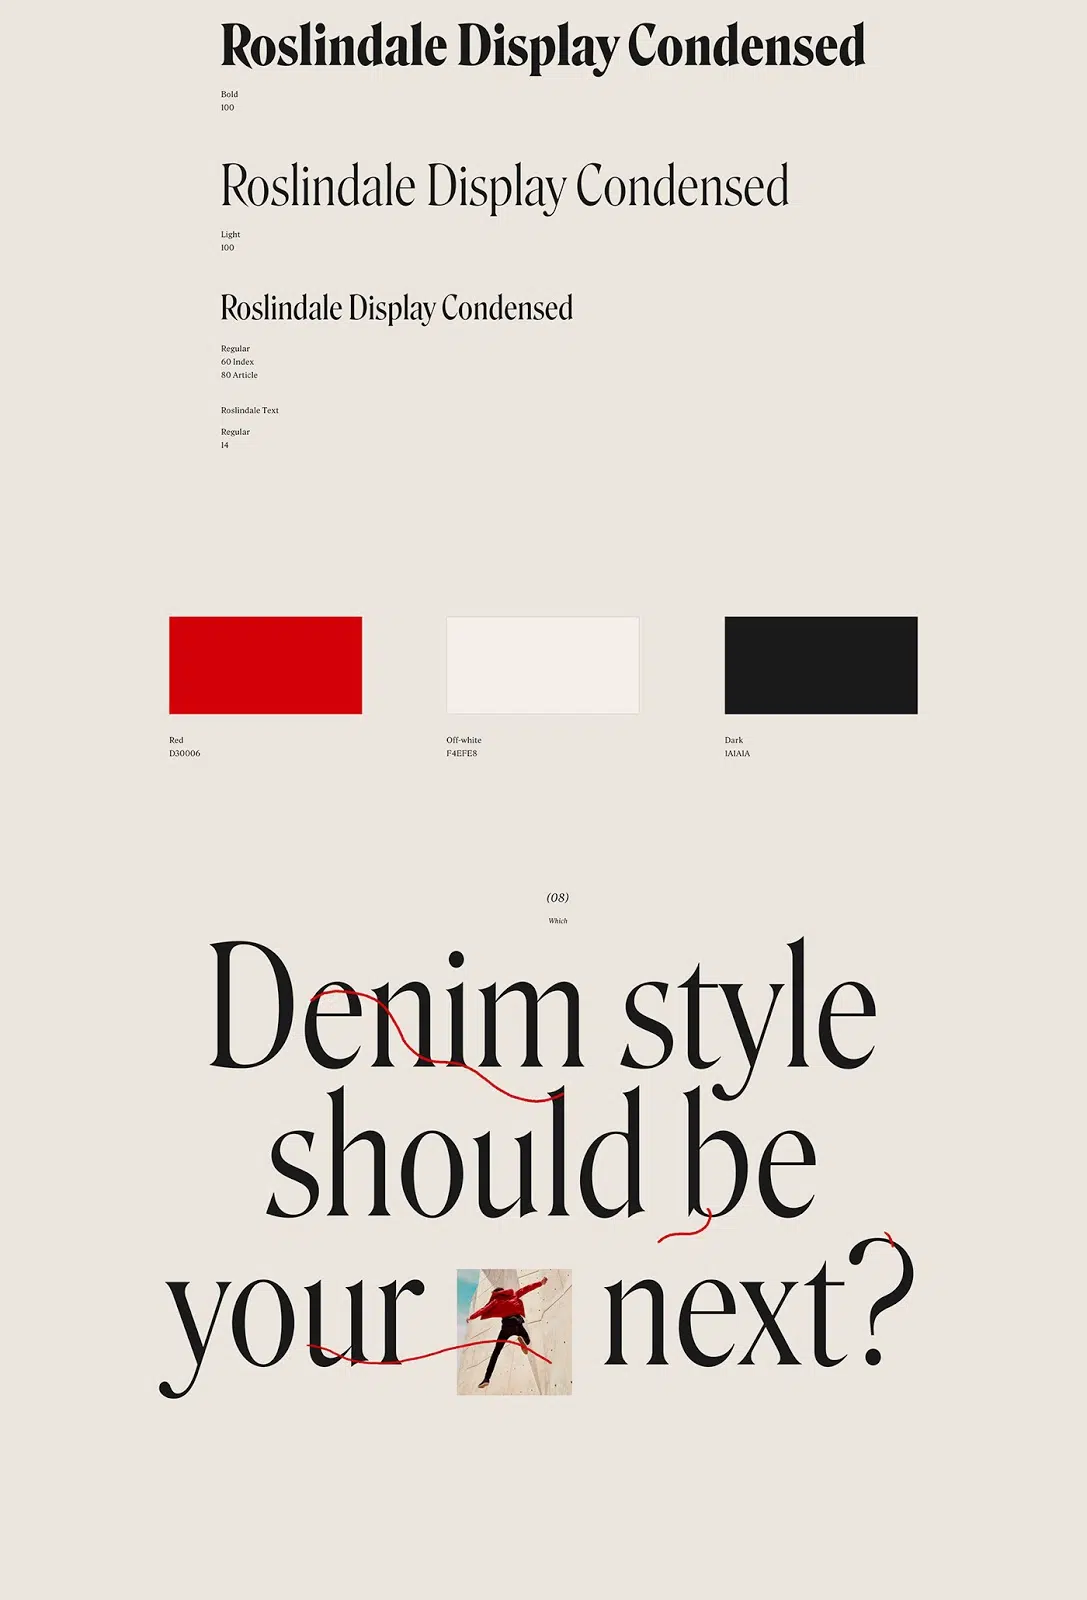 Roslindale Display Condensed
Bold
100
Roslindale Display Condensed
Light
100
Roslindale Display Condensed
Regular
60 Index
80 Article
Roslindale Text
Regular
14
Red
D30006
Off-white
F4EFE8
Dark
1A1A1A
(08)
Which
Denim style
should be
your next?